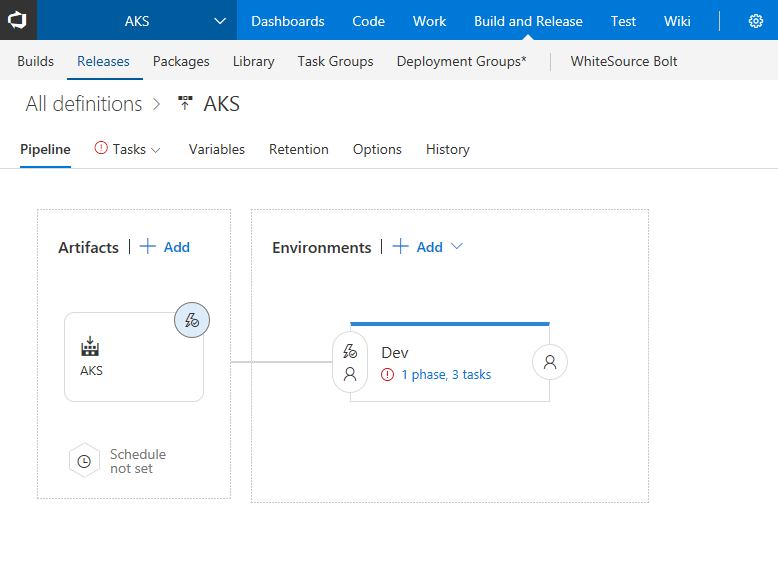 AKS Dashboards Code Work Build and Release Test Wiki
Builds Releases Packages Library Task Groups Deployment Groups* WhiteSource Bolt
All definitions > AKS
Pipeline Tasks Variables Retention Options History
Artifacts | + Add
Environments | + Add
AKS
Dev
1 phase, 3 tasks
Schedule
not set